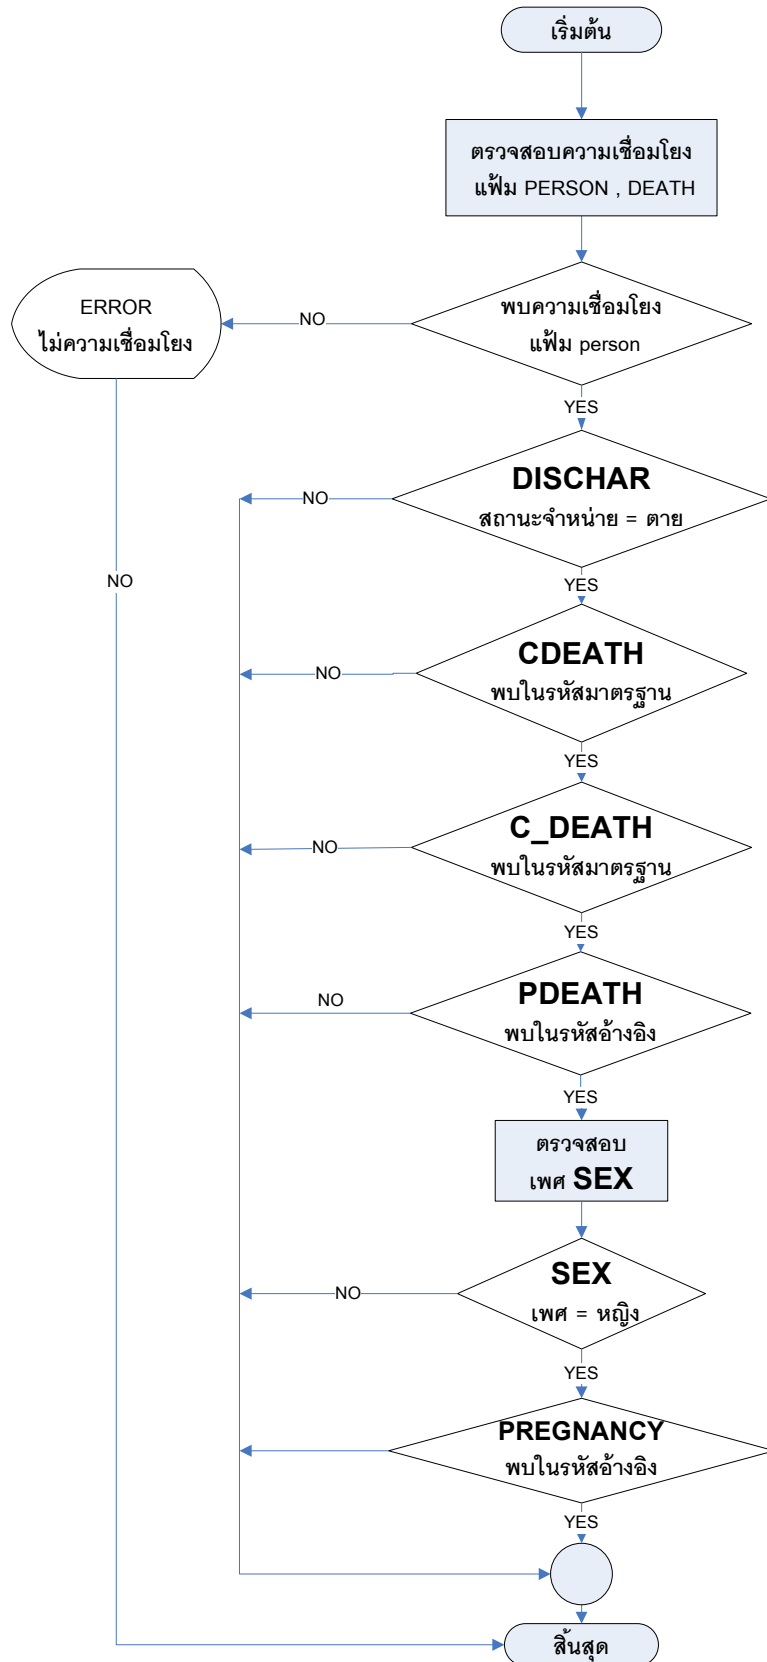 เริ่มต้น
ตรวจสอบความเชื่อมโยง
แฟ้ม PERSON , DEATH
พบความเชื่อมโยง
แฟ้ม person
NO
ERROR
ไม่ความเชื่อมโยง
YES
DISCHAR
สถานะจำหน่าย = ตาย
NO
NO
YES
CDEATH
พบในรหัสมาตรฐาน
NO
YES
C_DEATH
พบในรหัสมาตรฐาน
NO
YES
PDEATH
พบในรหัสอ้างอิง
NO
YES
ตรวจสอบ
เพศ SEX
SEX
เพศ = หญิง
NO
YES
PREGNANCY
พบในรหัสอ้างอิง
YES
สิ้นสุด